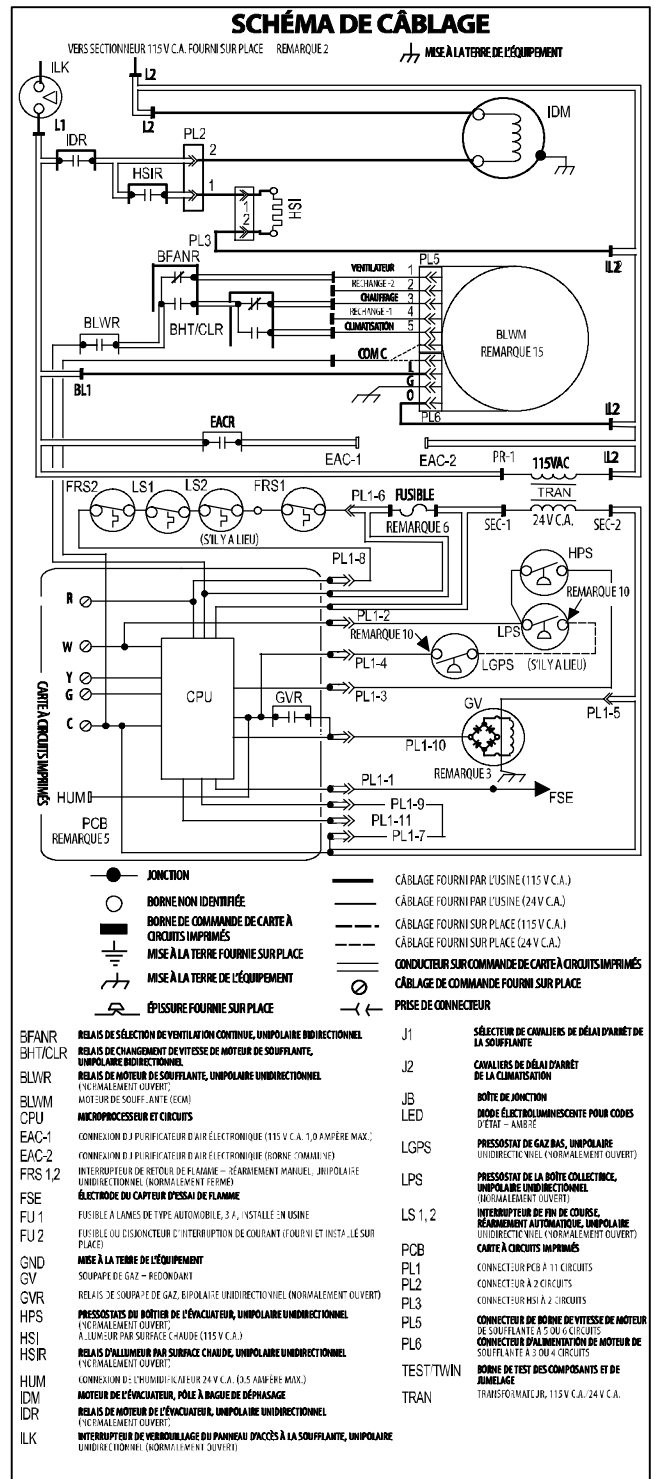 SCHÉMA DE CÂBLAGE
VERS SECTIONNEUR 115 V C.A. FOURNI SUR PLACE REMARQUE 2
MISE À LA TERRE DE L'ÉQUIPEMENT
ILK
L2
L2
L1
IDM
IDR
PL2
2
HSIR
1
1
2
HSI
PL3
BFANR
PL5
VENTILATEUR 1
RECHANGE-2 2
CHAUFFAGE 3
RECHANGE-1 4
CLIMATISATION 5
BLWR
BHT/CLR
BLWM
REMARQUE 15
COM C
L
G
O
BL1
PL6
EACR
EAC-1
EAC-2
PR-1
115VAC
TRAN
24 V C.A.
SEC-1
SEC-2
FRS2
LS1
LS2
FRS1
(S'IL Y A LIEU)
PL1-6
FUSIBLE
REMARQUE 6
PL1-8
HPS
REMARQUE 10
R
PL1-2
REMARQUE 10
LPS
W
PL1-4
LGPS
(S'IL Y A LIEU)
Y
G
C
CPU
PL1-3
GVR
GV
PL1-5
PL1-10
REMARQUE 3
CARTE À CIRCUITS IMPRIMÉS
HUM
PCB
REMARQUE 5
PL1-1
FSE
PL1-9
PL1-11
PL1-7
JONCTION
BORNE NON IDENTIFIÉE
BORNE DE COMMANDE DE CARTE À
CIRCUITS IMPRIMÉS
MISE À LA TERRE FOURNIE SUR PLACE
MISE À LA TERRE DE L'ÉQUIPEMENT
ÉPISSURE FOURNIE SUR PLACE
CÂBLAGE FOURNI PAR L'USINE (115 V C.A.)
CÂBLAGE FOURNI PAR L'USINE (24 V C.A.)
CÂBLAGE FOURNI SUR PLACE (115 V C.A.)
CÂBLAGE FOURNI SUR PLACE (24 V C.A.)
CONDUCTEUR SUR COMMANDE DE CARTE À CIRCUITS IMPRIMÉS
CÂBLAGE DE COMMANDE FOURNI SUR PLACE
PRISE DE CONNECTEUR
BFANR RELAIS DE SÉLECTION DE VENTILATION CONTINUE, UNIPOLAIRE BIDIRECTIONNEL
BHT/CLR RELAIS DE CHANGEMENT DE VITESSE DE MOTEUR DE SOUFFLANTE,
UNIPOLAIRE BIDIRECTIONNEL
BLWR RELAIS DE MOTEUR DE SOUFFLANTE, UNIPOLAIRE UNIDIRECTIONNEL
(NORMALEMENT OUVERT)
BLWM MOTEUR DE SOUFFLANTE (ECM)
CPU MICROPROCESSEUR ET CIRCUITS
EAC-1 CONNEXION DU PURIFICATEUR D'AIR ÉLECTRONIQUE (115 V C.A. 1,0 AMPÈRE MAX.)
EAC-2 CONNEXION DU PURIFICATEUR D'AIR ÉLECTRONIQUE (BORNE COMMUNE)
FRS 1,2 INTERRUPTEUR DE RETOUR DE FLAMME – RÉARMEMENT MANUEL, UNIPOLAIRE
UNIDIRECTIONNEL (NORMALEMENT FERMÉ)
FSE ÉLECTRODE DU CAPTEUR D'ESSAI DE FLAMME
FU 1 FUSIBLE À LAMES DE TYPE AUTOMOBILE, 3 A, INSTALLÉ EN USINE
FU 2 FUSIBLE OU DISJONCTEUR D'INTERRUPTION DE COURANT (FOURNI ET INSTALLÉ SUR
PLACE)
GND MISE À LA TERRE DE L'ÉQUIPEMENT
GV SOUPAPE DE GAZ – REDONDANT
GVR RELAIS DE SOUPAPE DE GAZ, BIPOLAIRE UNIDIRECTIONNEL (NORMALEMENT OUVERT)
HPS PRESSOSTATS DU BOÎTIER DE L'ÉVACUATEUR, UNIPOLAIRE UNIDIRECTIONNEL
(NORMALEMENT OUVERT)
HSI ALLUMEUR PAR SURFACE CHAUDE (115 V C.A.)
HSIR RELAIS D'ALLUMEUR PAR SURFACE CHAUDE, UNIPOLAIRE UNIDIRECTIONNEL
(NORMALEMENT OUVERT)
HUM CONNEXION DE L'HUMIDIFICATEUR 24 V C.A. (0.5 AMPÈRE MAX.)
IDM MOTEUR DE L'ÉVACUATEUR, PÔLE À BAGUE DE DÉPHASAGE
IDR RELAIS DE MOTEUR DE L'ÉVACUATEUR, UNIPOLAIRE UNIDIRECTIONNEL
(NORMALEMENT OUVERT)
ILK INTERRUPTEUR DE VERROUILLAGE DU PANNEAU D'ACCÈS À LA SOUFFLANTE, UNIPOLAIRE
UNIDIRECTIONNEL (NORMALEMENT OUVERT)
J1 SÉLECTEUR DE CAVALIERS DE DÉLAI D'ARRÊT DE
LA SOUFFLANTE
J2 CAVALIERS DE DÉLAI D'ARRÊT
DE LA CLIMATISATION
JB BOÎTE DE JONCTION
LED DIODE ÉLECTROLUMINESCENTE POUR CODES
D'ÉTAT – AMBRÉ
LGPS PRESSOSTAT DE GAZ BAS, UNIPOLAIRE
UNIDIRECTIONNEL (NORMALEMENT OUVERT)
LPS PRESSOSTAT DE LA BOÎTE COLLECTRICE,
UNIPOLAIRE UNIDIRECTIONNEL
(NORMALEMENT OUVERT)
LS 1, 2 INTERRUPTEUR DE FIN DE COURSE,
RÉARMEMENT AUTOMATIQUE, UNIPOLAIRE
UNIDIRECTIONNEL (NORMALEMENT OUVERT)
PCB CARTE À CIRCUITS IMPRIMÉS
PL1 CONNECTEUR PCB À 11 CIRCUITS
PL2 CONNECTEUR À 2 CIRCUITS
PL3 CONNECTEUR HSI À 2 CIRCUITS
PL5 CONNECTEUR DE BORNE DE VITESSE DE MOTEUR
DE SOUFFLANTE À 5 OU 6 CIRCUITS
PL6 CONNECTEUR D'ALIMENTATION DE MOTEUR DE
SOUFFLANTE À 3 OU 4 CIRCUITS
TEST/TWIN BORNE DE TEST DES COMPOSANTS ET DE
JUMELAGE
TRAN TRANSFORMATEUR, 115 V C.A./24 V C.A.